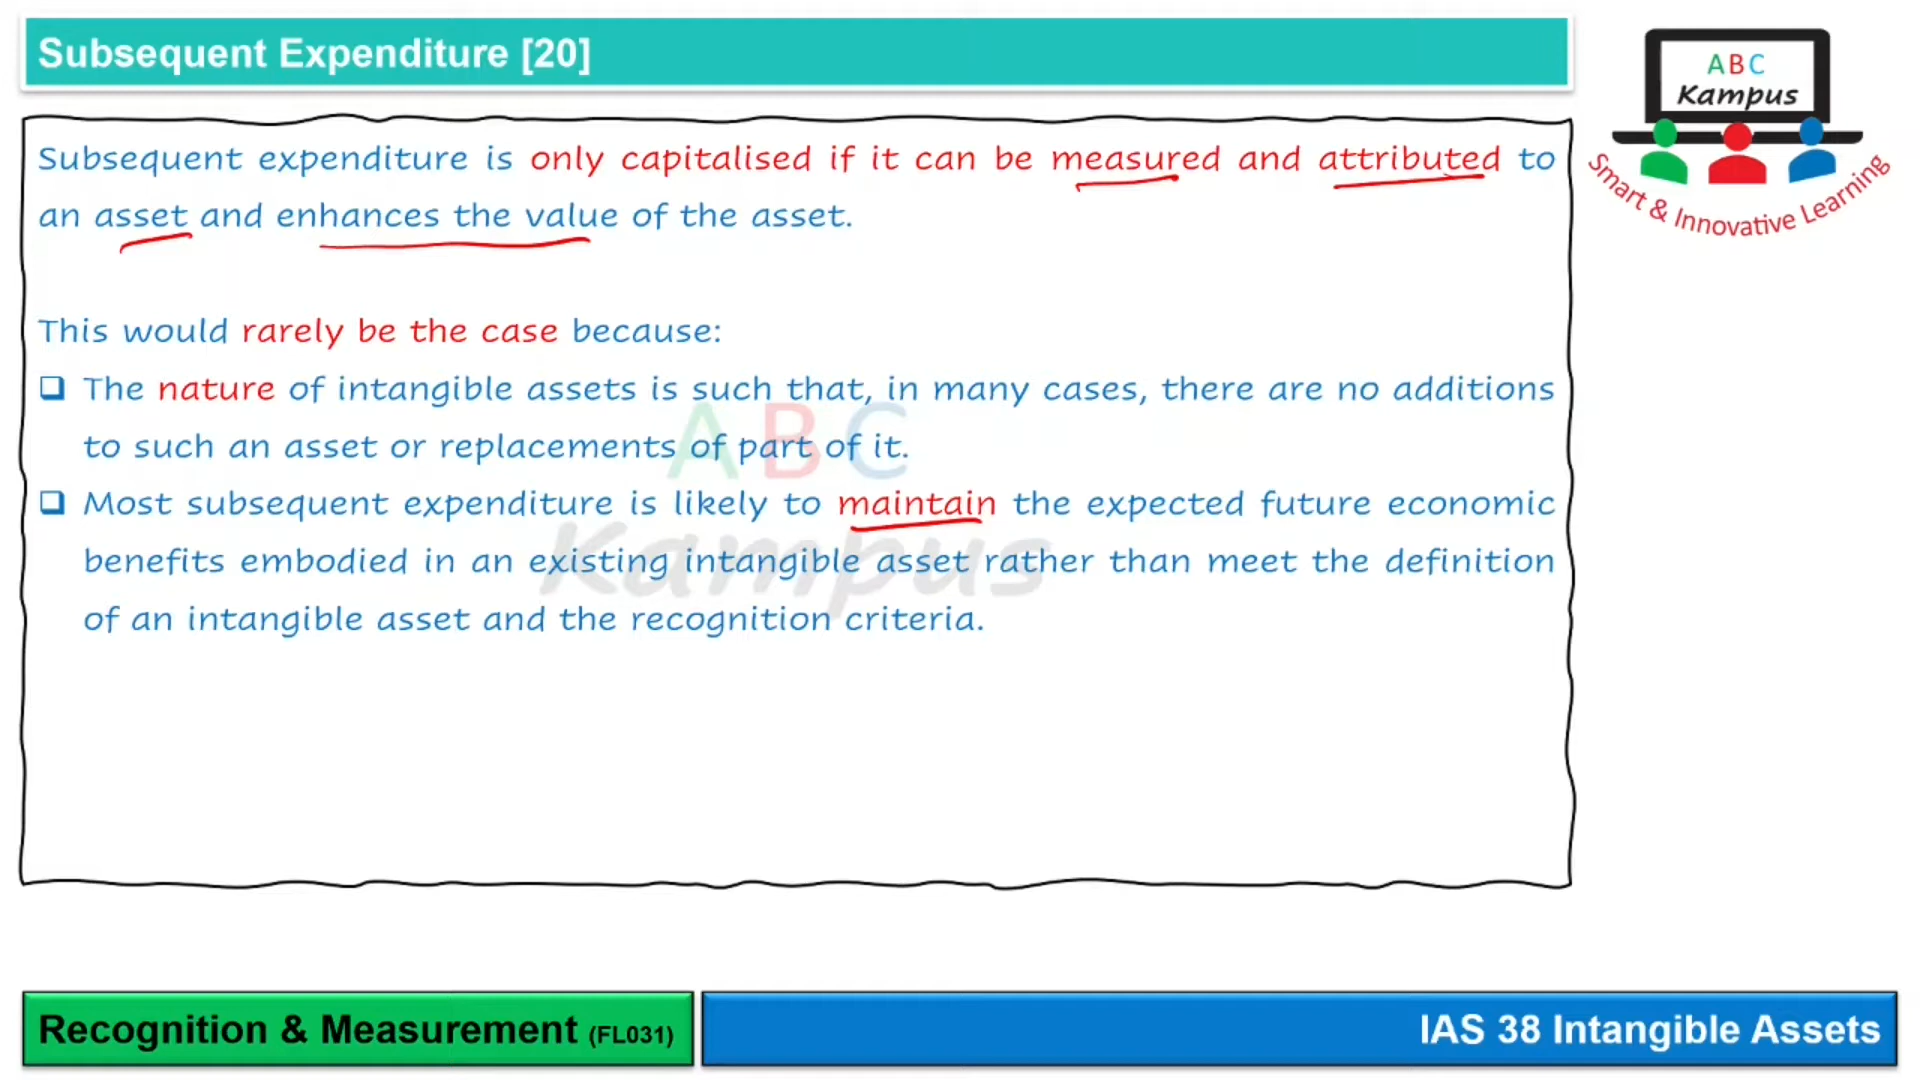 Subsequent Expenditure [20]
ABC
Kampus
Smart & Innovative Learning
Subsequent expenditure is only capitalised if it can be measured and attributed to
an asset and enhances the value of the asset.
This would rarely be the case because:
The nature of intangible assets is such that, in many cases, there are no additions
to such an asset or replacements of part of it.
Most subsequent expenditure is likely to maintain the expected future economic
benefits embodied in an existing intangible asset rather than meet the definition
of an intangible asset and the recognition criteria.
ABC
Kampus
Recognition & Measurement (FL031)
IAS 38 Intangible Assets